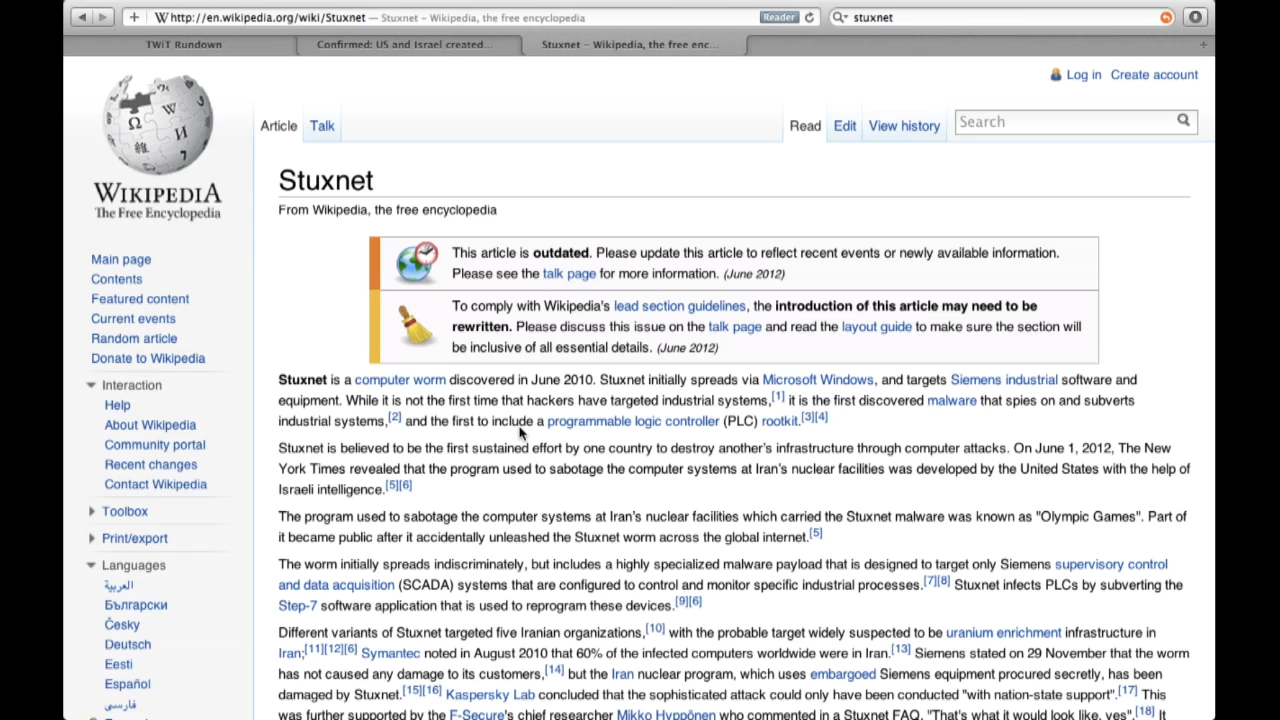 http://en.wikipedia.org/wiki/Stuxnet — Stuxnet – Wikipedia, the free encyclopedia
Reader
stuxnet
TWiT Rundown
Confirmed: US and Israel created...
Stuxnet – Wikipedia, the free enc...
Log in Create account
Article Talk
Read Edit View history
Search
WIKIPEDIA
The Free Encyclopedia
Main page
Contents
Featured content
Current events
Random article
Donate to Wikipedia
Interaction
Help
About Wikipedia
Community portal
Recent changes
Contact Wikipedia
Toolbox
Print/export
Languages
العربية
Български
Česky
Deutsch
Eesti
Español
فارسی
Stuxnet
From Wikipedia, the free encyclopedia
This article is outdated. Please update this article to reflect recent events or newly available information.
Please see the talk page for more information. (June 2012)
To comply with Wikipedia's lead section guidelines, the introduction of this article may need to be
rewritten. Please discuss this issue on the talk page and read the layout guide to make sure the section will
be inclusive of all essential details. (June 2012)
Stuxnet is a computer worm discovered in June 2010. Stuxnet initially spreads via Microsoft Windows, and targets Siemens industrial software and
equipment. While it is not the first time that hackers have targeted industrial systems,[1] it is the first discovered malware that spies on and subverts
industrial systems,[2] and the first to include a programmable logic controller (PLC) rootkit.[3][4]
Stuxnet is believed to be the first sustained effort by one country to destroy another's infrastructure through computer attacks. On June 1, 2012, The New
York Times revealed that the program used to sabotage the computer systems at Iran's nuclear facilities was developed by the United States with the help of
Israeli intelligence.[5][6]
The program used to sabotage the computer systems at Iran's nuclear facilities which carried the Stuxnet malware was known as "Olympic Games". Part of
it became public after it accidentally unleashed the Stuxnet worm across the global internet.[5]
The worm initially spreads indiscriminately, but includes a highly specialized malware payload that is designed to target only Siemens supervisory control
and data acquisition (SCADA) systems that are configured to control and monitor specific industrial processes.[7][8] Stuxnet infects PLCs by subverting the
Step-7 software application that is used to reprogram these devices.[9][6]
Different variants of Stuxnet targeted five Iranian organizations,[10] with the probable target widely suspected to be uranium enrichment infrastructure in
Iran;[11][12][6] Symantec noted in August 2010 that 60% of the infected computers worldwide were in Iran.[13] Siemens stated on 29 November that the worm
has not caused any damage to its customers,[14] but the Iran nuclear program, which uses embargoed Siemens equipment procured secretly, has been
damaged by Stuxnet.[15][16] Kaspersky Lab concluded that the sophisticated attack could only have been conducted "with nation-state support".[17] This
was further supported by the F-Secure's chief researcher Mikko Hyppönen who commented in a Stuxnet FAQ, "That's what it would look like, yes".[18] It